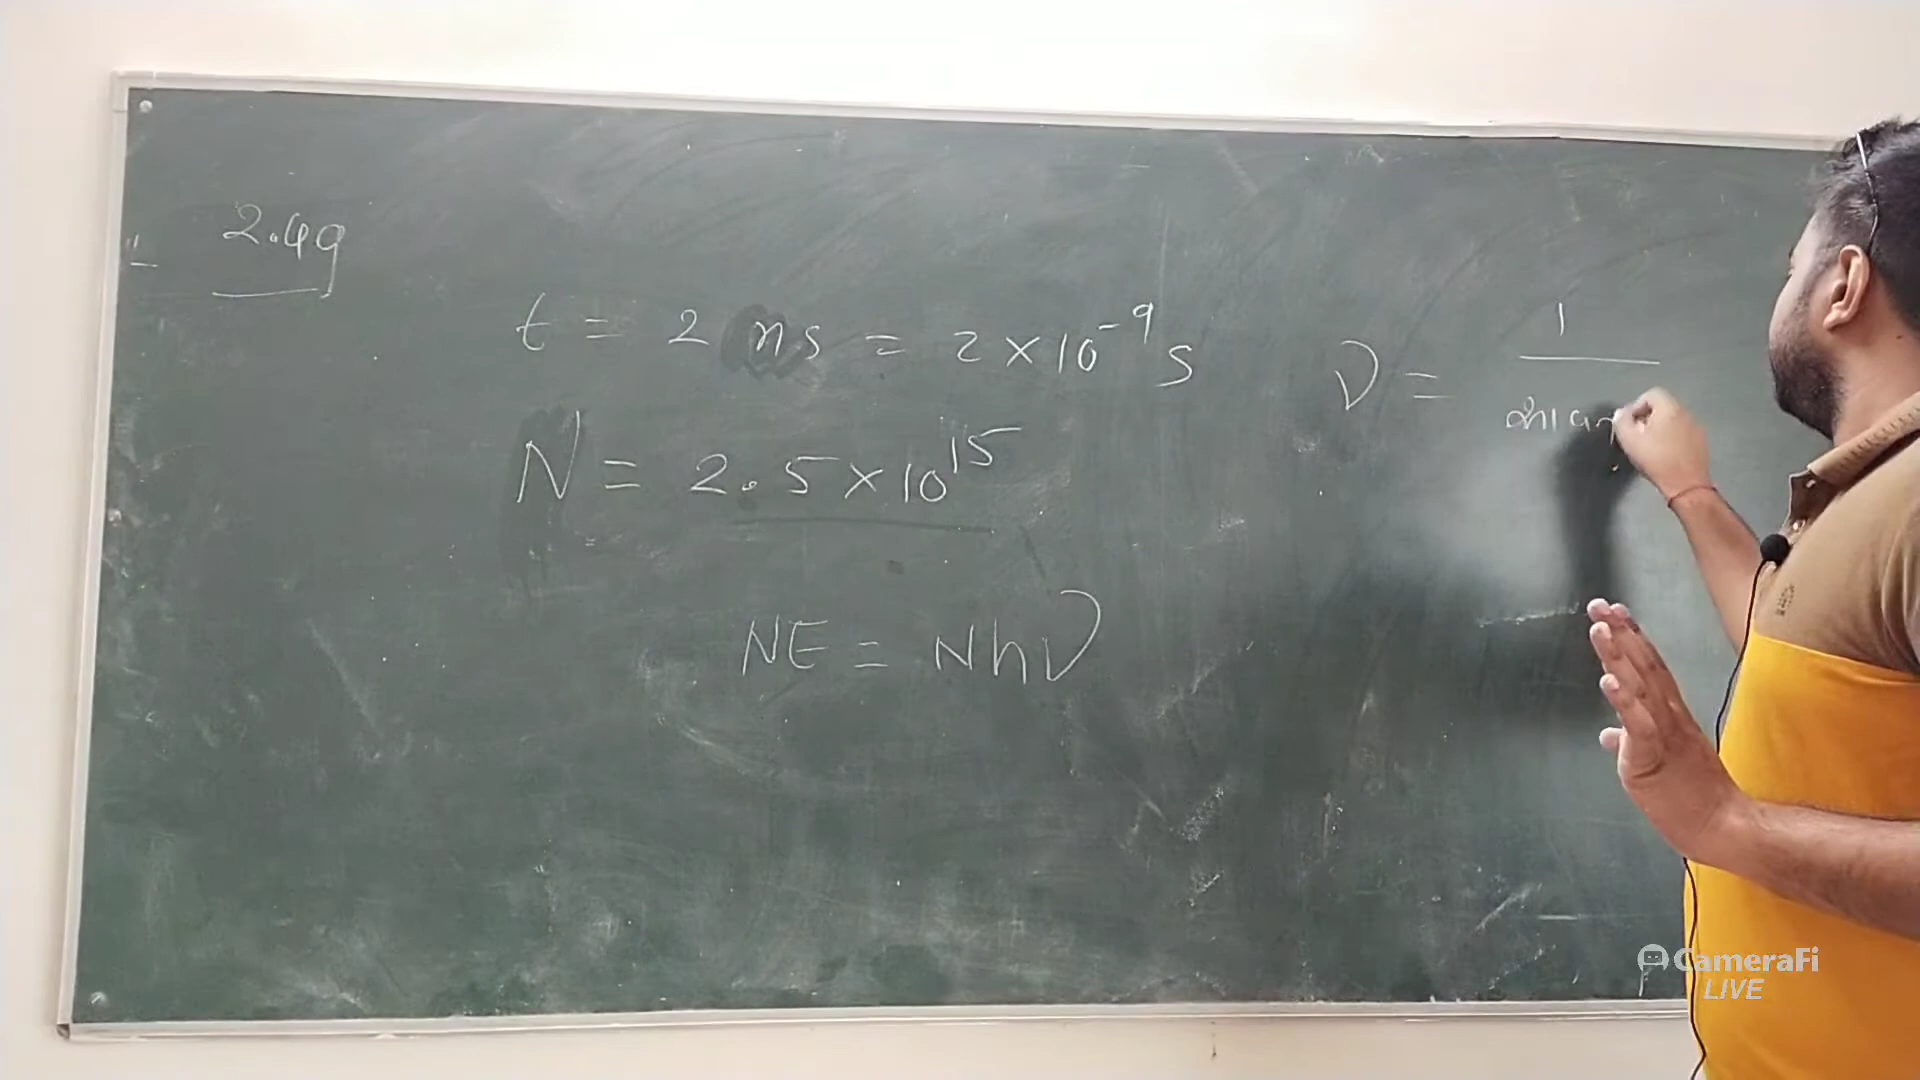 2.49
t = 2 ns = 2×10⁻⁹ s
N = 2.5×10¹⁵
NE = Nhν
ν = 1
CameraFi
LIVE